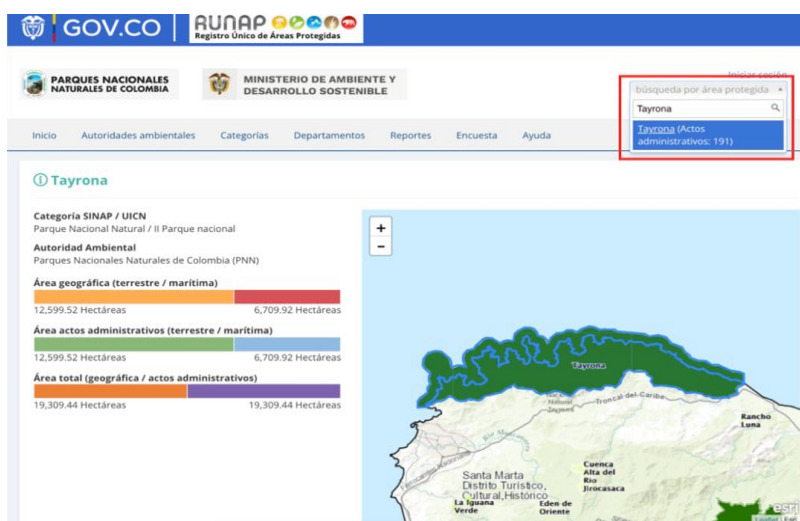 GOV.CO
RUNAP
Registro Único de Áreas Protegidas
PARQUES NACIONALES
NATURALES DE COLOMBIA
MINISTERIO DE AMBIENTE Y
DESARROLLO SOSTENIBLE
Iniciar sesión
búsqueda por área protegida
Tayrona
Tayrona (Actos
administrativos: 191)
Inicio Autoridades ambientales Categorías Departamentos Reportes Encuesta Ayuda
Tayrona
Categoría SINAP / UICN
Parque Nacional Natural / II Parque nacional
Autoridad Ambiental
Parques Nacionales Naturales de Colombia (PNN)
Área geográfica (terrestre / marítima)
12,599.52 Hectáreas 6,709.92 Hectáreas
Área actos administrativos (terrestre / marítima)
12,599.52 Hectáreas 6,709.92 Hectáreas
Área total (geográfica / actos administrativos)
19,309.44 Hectáreas 19,309.44 Hectáreas
+
−
Tayrona
Natural
Tayrona
Troncal del Caribe
Rancho
Luna
Santa Marta
Distrito Turístico,
Cultural, Histórico
Cuenca
Alta del
Rio
Jirocasaca
La Iguana
Verde
Eden de
Oriente
esri
Leaflet | Esri